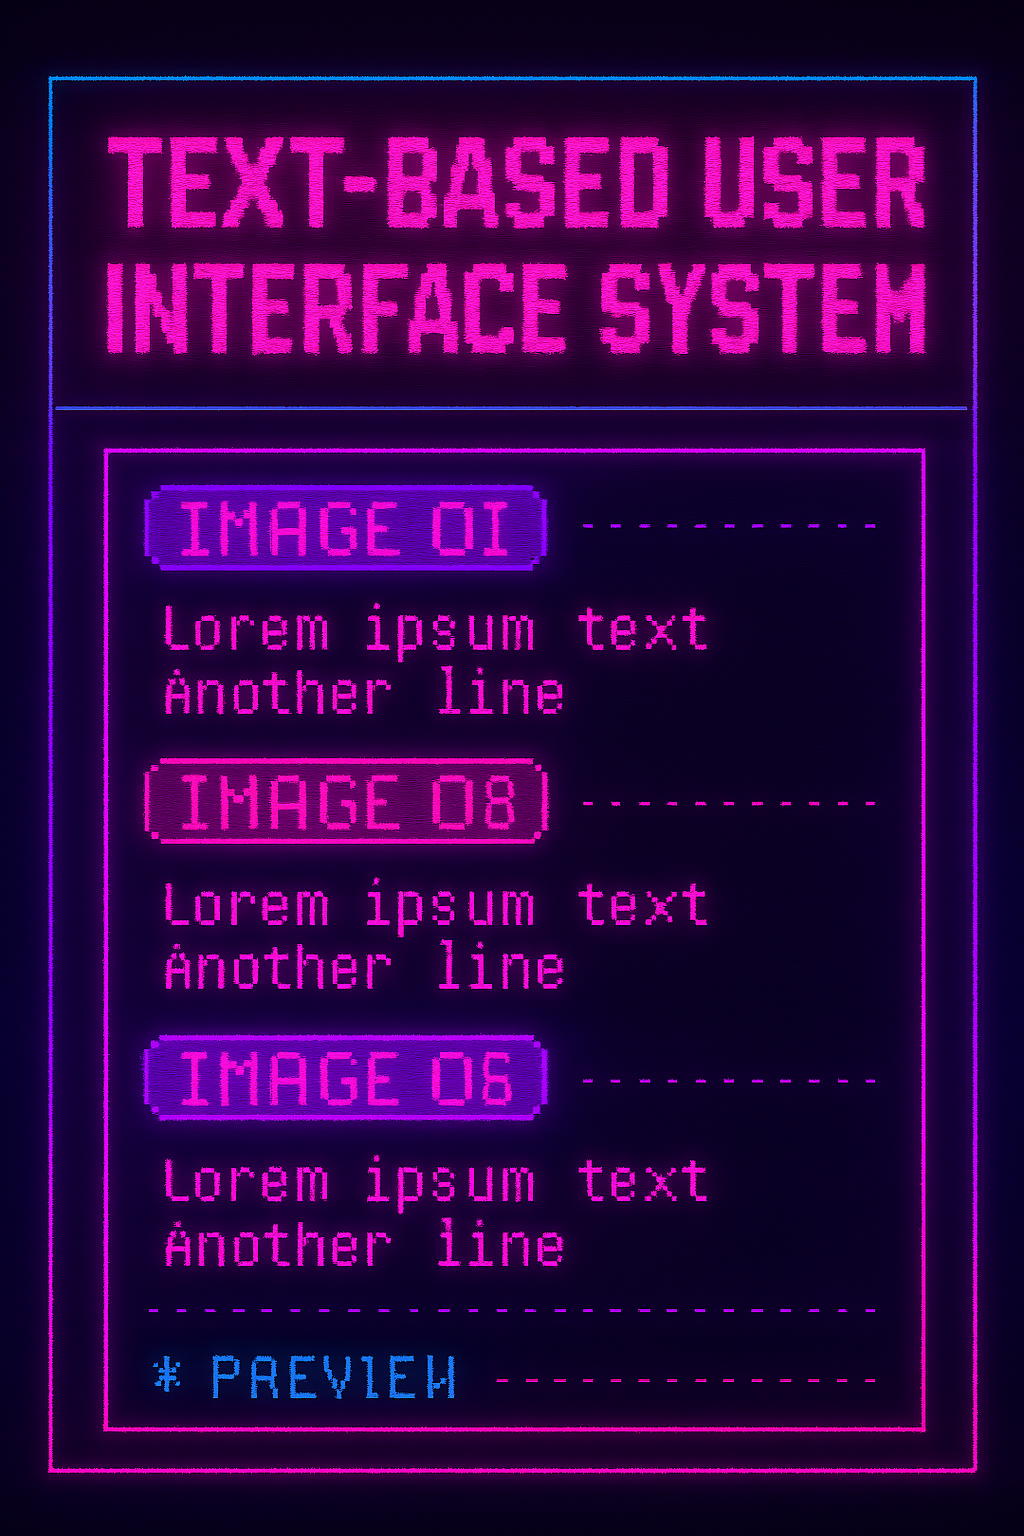 TEXT-BASED USER
INTERFACE SYSTEM
IMAGE 01
Lorem ipsum text
Another line
IMAGE 08
Lorem ipsum text
Another line
IMAGE 06
Lorem ipsum text
Another line
* PAEVIEW